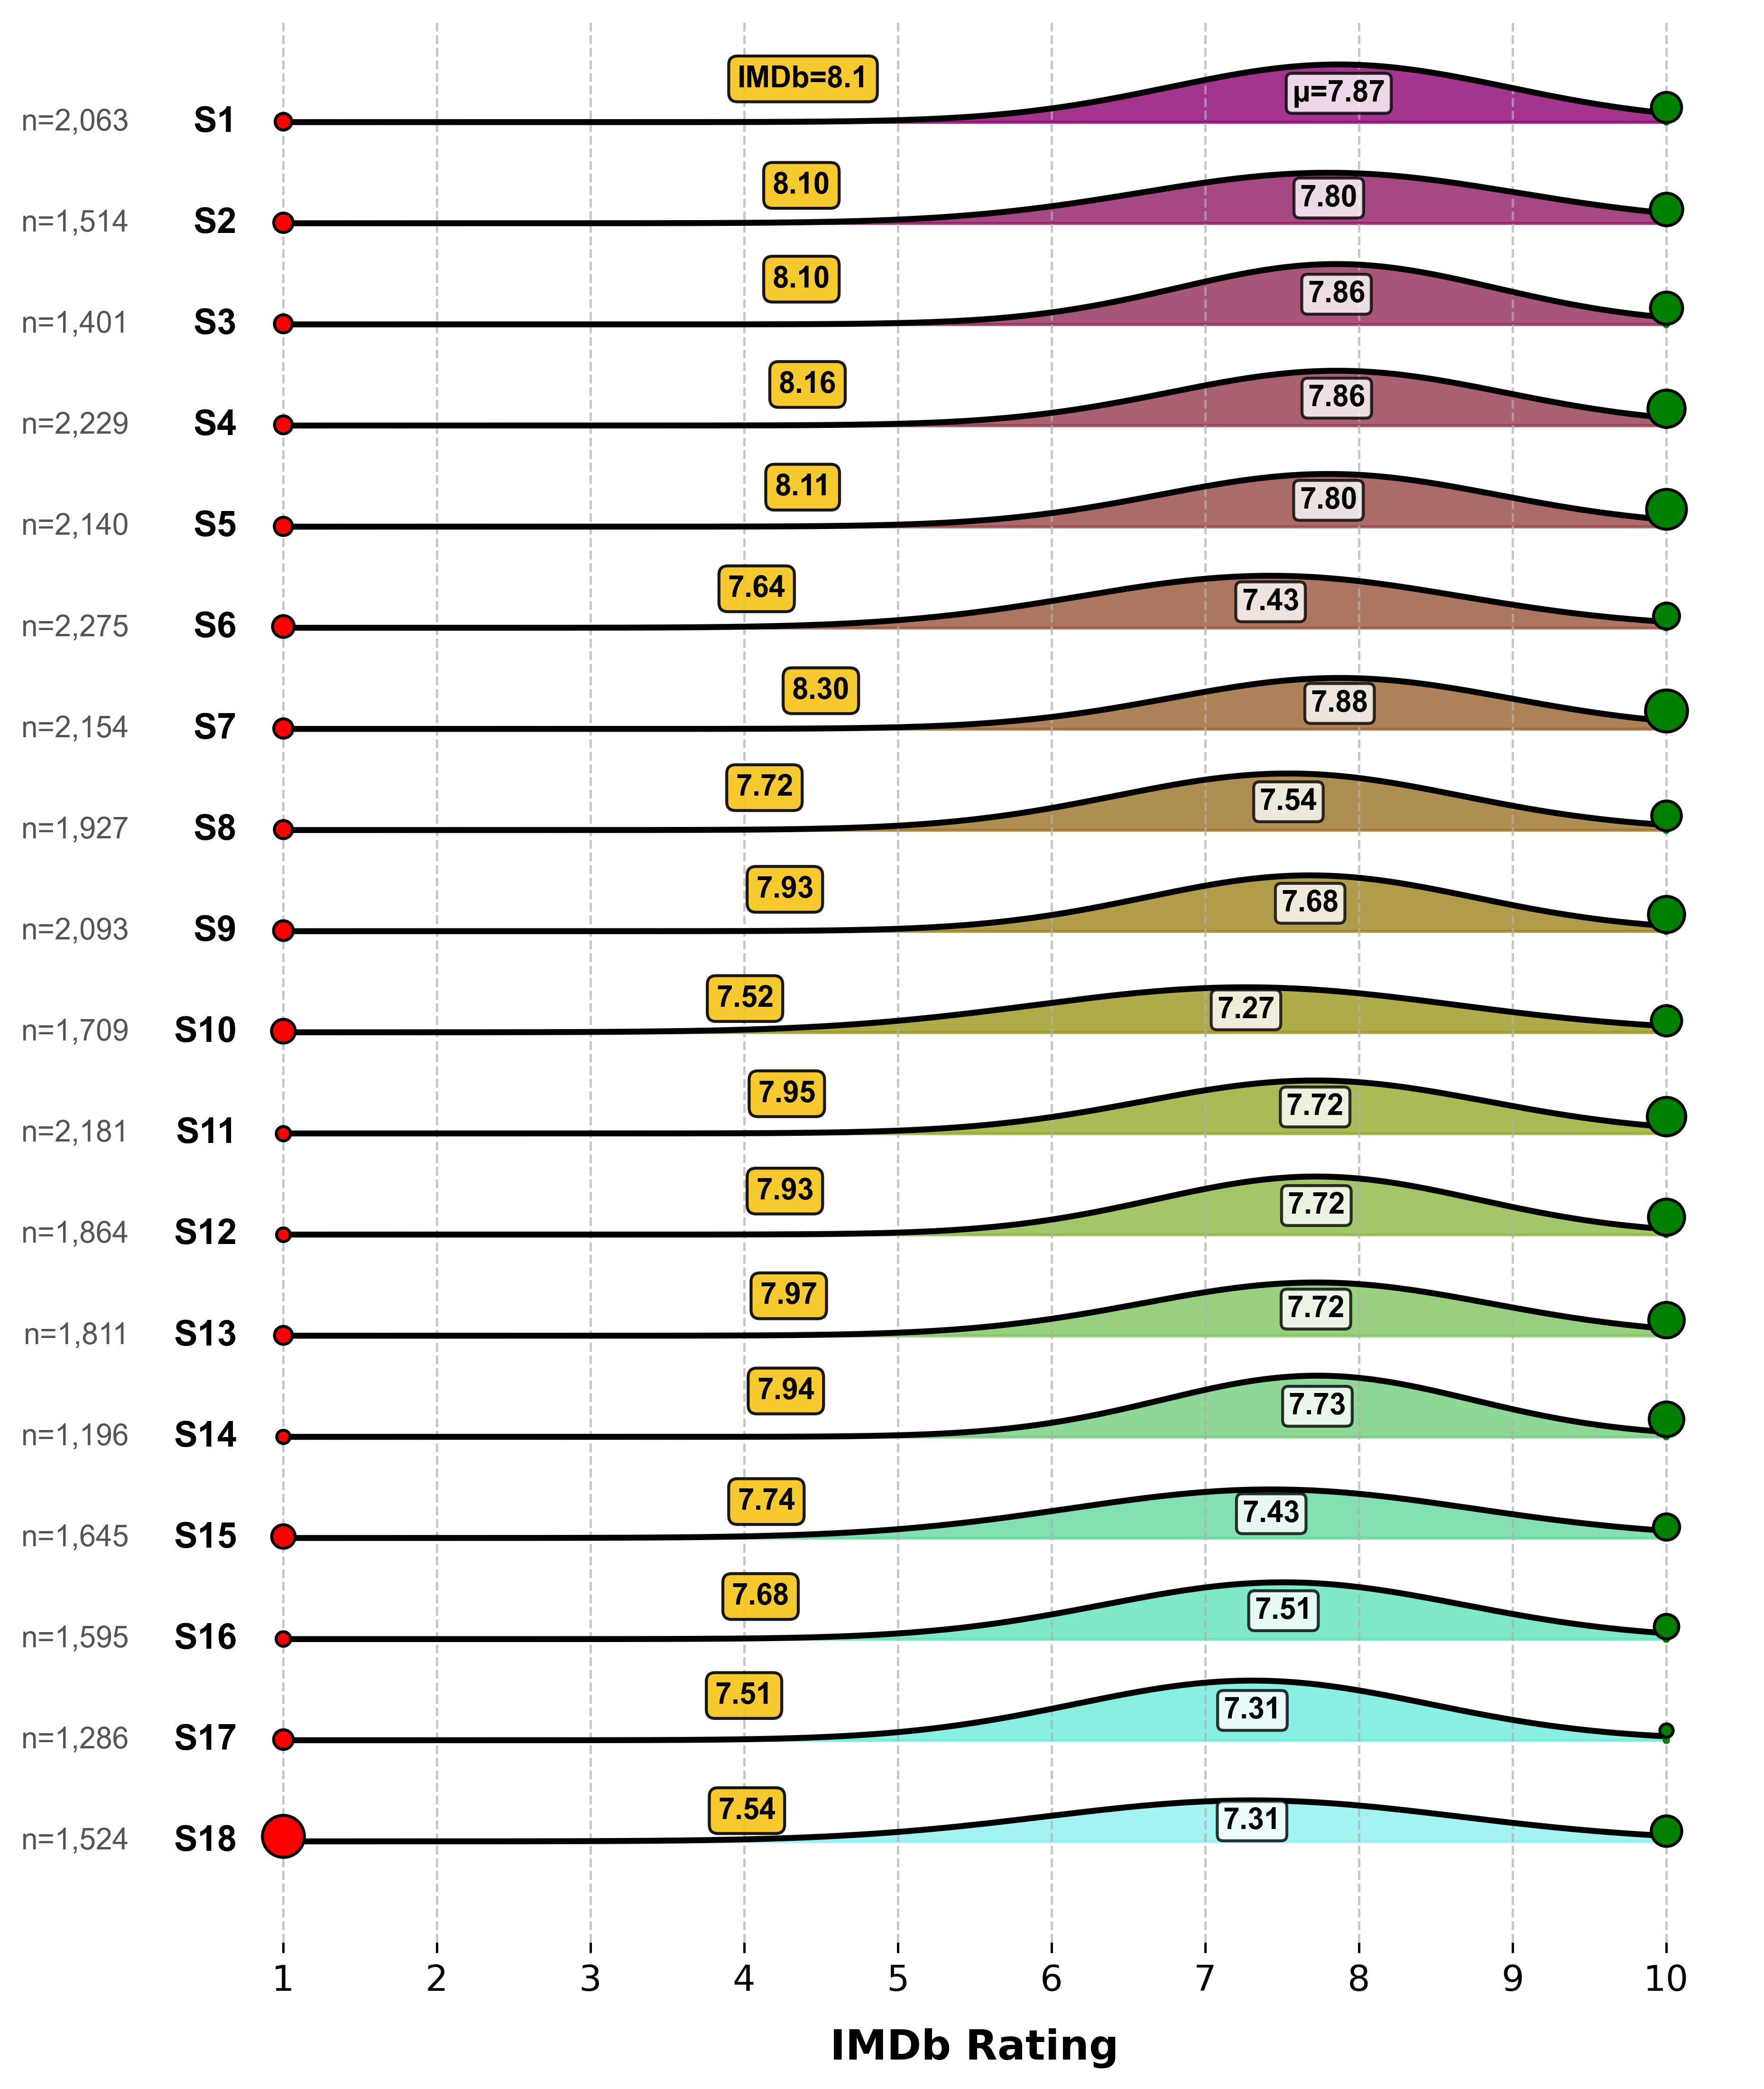 IMDb=8.1
n=2,063 S1 µ=7.87
8.10
n=1,514 S2 7.80
8.10
n=1,401 S3 7.86
8.16
n=2,229 S4 7.86
8.11
n=2,140 S5 7.80
7.64
n=2,275 S6 7.43
8.30
n=2,154 S7 7.88
7.72
n=1,927 S8 7.54
7.93
n=2,093 S9 7.68
7.52
n=1,709 S10 7.27
7.95
n=2,181 S11 7.72
7.93
n=1,864 S12 7.72
7.97
n=1,811 S13 7.72
7.94
n=1,196 S14 7.73
7.74
n=1,645 S15 7.43
7.68
n=1,595 S16 7.51
7.51
n=1,286 S17 7.31
7.54
n=1,524 S18 7.31
1 2 3 4 5 6 7 8 9 10
IMDb Rating